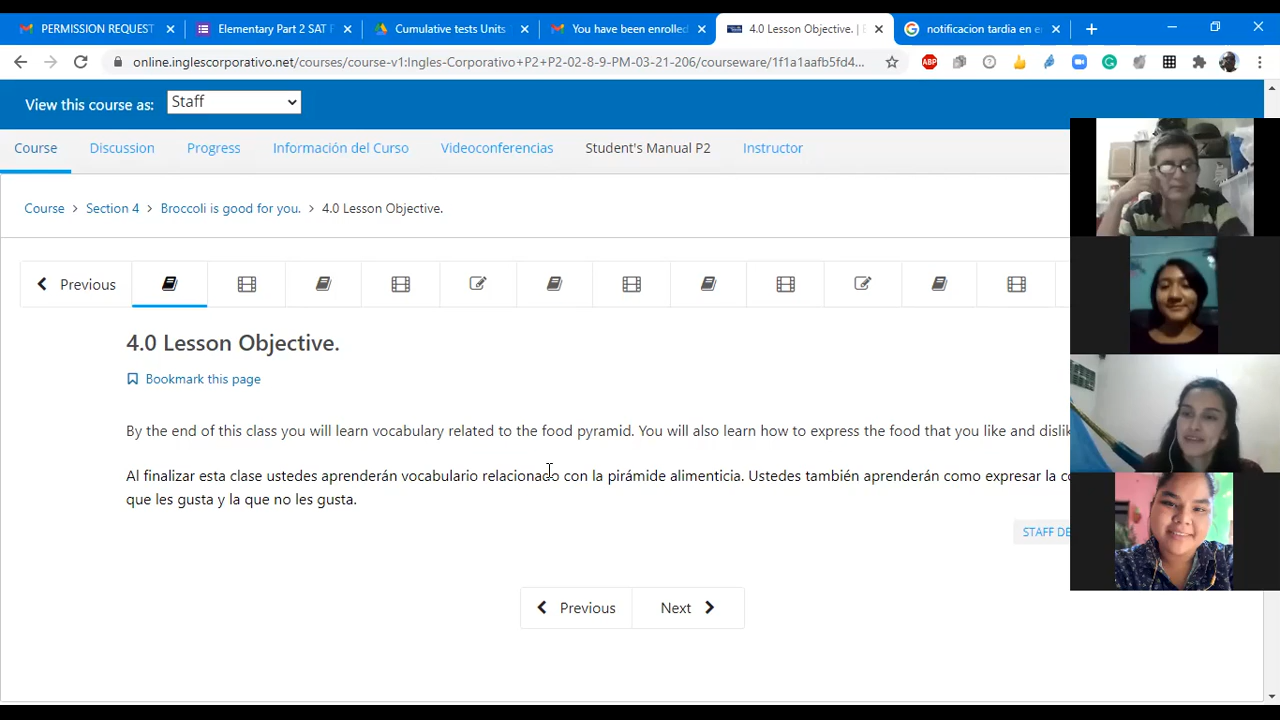 PERMISSION REQUEST
Elementary Part 2 SAT
Cumulative tests Units
You have been enrolled
4.0 Lesson Objective. |
notificacion tardia en
online.inglescorporativo.net/courses/course-v1:Ingles-Corporativo+P2+P2-02-8-9-PM-03-21-206/courseware/1f1a1aafb5fd4...
ABP
View this course as: Staff
Course Discussion Progress Información del Curso Videoconferencias Student's Manual P2 Instructor
Course > Section 4 > Broccoli is good for you. > 4.0 Lesson Objective.
Previous
4.0 Lesson Objective.
Bookmark this page
By the end of this class you will learn vocabulary related to the food pyramid. You will also learn how to express the food that you like and
Al finalizar esta clase ustedes aprenderán vocabulario relacionado con la pirámide alimenticia. Ustedes también aprenderán como expresar la
que les gusta y la que no les gusta.
STAFF
Previous Next